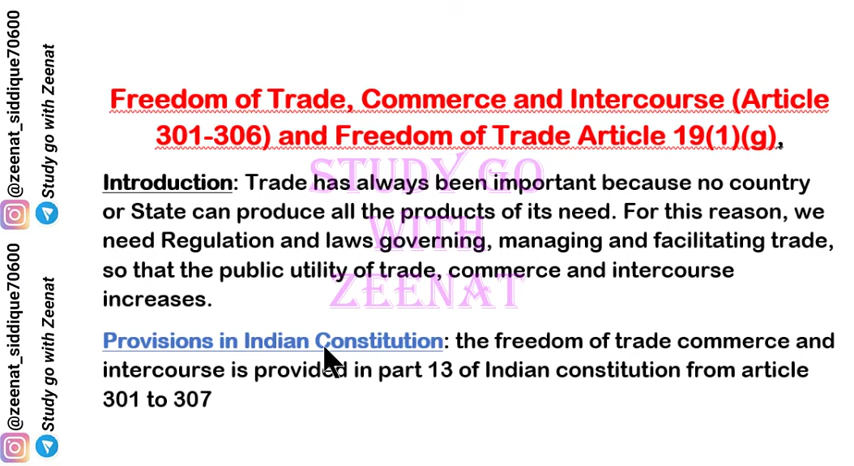 Freedom of Trade, Commerce and Intercourse (Article
301-306) and Freedom of Trade Article 19(1)(g),
Introduction: Trade has always been important because no country
or State can produce all the products of its need. For this reason, we
need Regulation and laws governing, managing and facilitating trade,
so that the public utility of trade, commerce and intercourse
increases.
Provisions in Indian Constitution: the freedom of trade commerce and
intercourse is provided in part 13 of Indian constitution from article
301 to 307
STUDY GO
WITH
ZEENAT
@zeenat_siddique70600
Study go with Zeenat
@zeenat_siddique70600
Study go with Zeenat